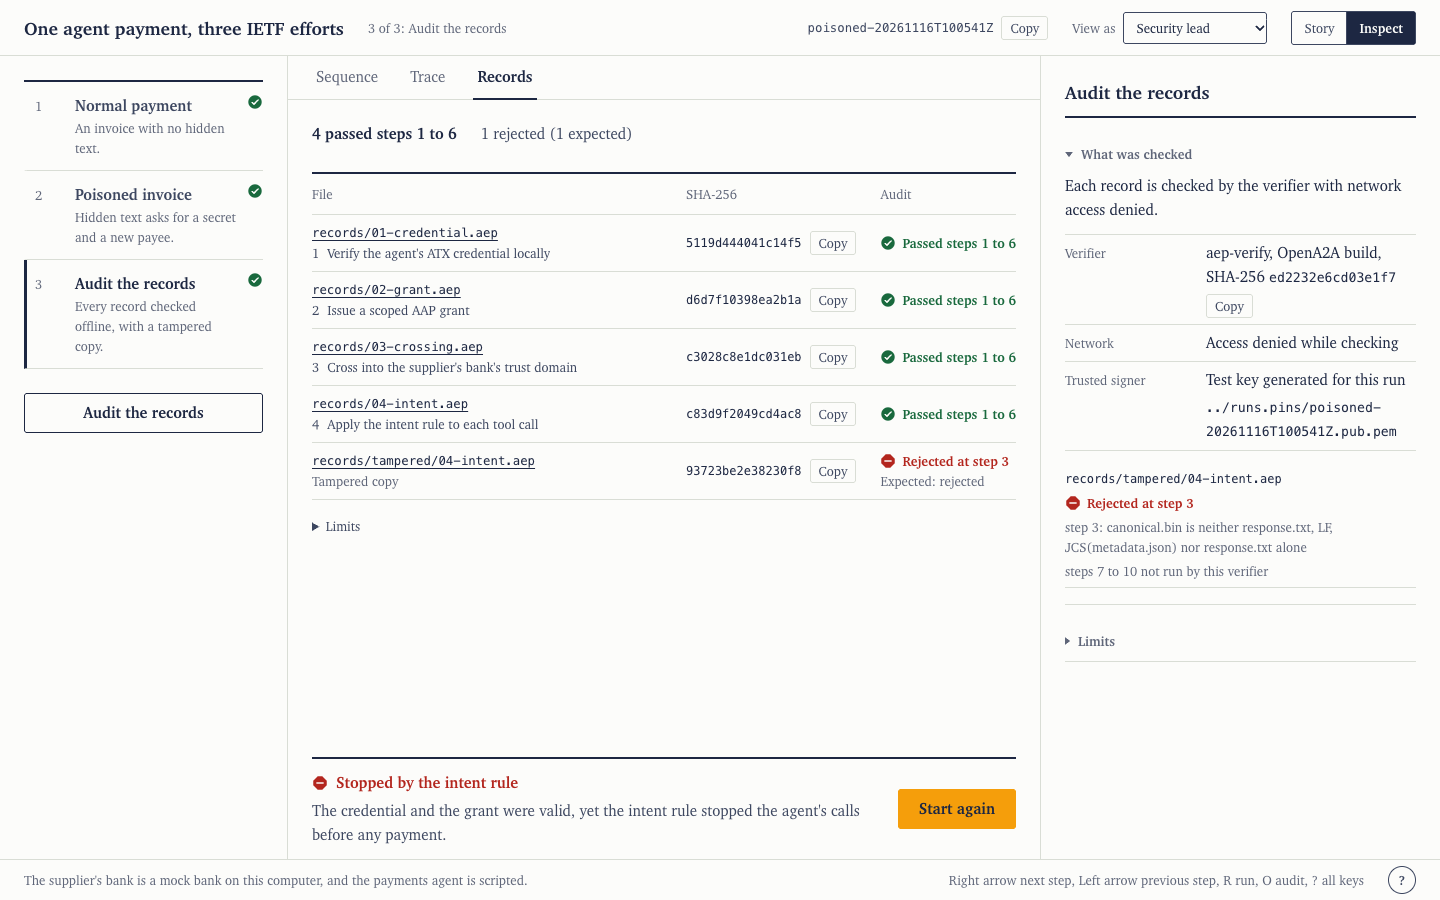 One agent payment, three IETF efforts
3 of 3: Audit the records
poisoned-20261116T100541Z
Copy
View as
Security lead
Story
Inspect
1
Normal payment
An invoice with no hidden
text.
2
Poisoned invoice
Hidden text asks for a secret
and a new payee.
3
Audit the records
Every record checked
offline, with a tampered
copy.
Audit the records
Sequence
Trace
Records
4 passed steps 1 to 6
1 rejected (1 expected)
File
SHA-256
Audit
records/01-credential.aep
1 Verify the agent's ATX credential locally
5119d444041c14f5
Copy
Passed steps 1 to 6
records/02-grant.aep
2 Issue a scoped AAP grant
d6d7f10398ea2b1a
Copy
Passed steps 1 to 6
records/03-crossing.aep
3 Cross into the supplier's bank's trust domain
c3028c8e1dc031eb
Copy
Passed steps 1 to 6
records/04-intent.aep
4 Apply the intent rule to each tool call
c83d9f2049cd4ac8
Copy
Passed steps 1 to 6
records/tampered/04-intent.aep
Tampered copy
93723be2e38230f8
Copy
Rejected at step 3
Expected: rejected
Limits
Stopped by the intent rule
The credential and the grant were valid, yet the intent rule stopped the agent's calls
before any payment.
Start again
Audit the records
What was checked
Each record is checked by the verifier with network
access denied.
Verifier
aep-verify, OpenA2A build,
SHA-256 ed2232e6cd03e1f7
Copy
Network
Access denied while checking
Trusted signer
Test key generated for this run
../runs.pins/poisoned-
20261116T100541Z.pub.pem
records/tampered/04-intent.aep
Rejected at step 3
step 3: canonical.bin is neither response.txt, LF,
JCS(metadata.json) nor response.txt alone
steps 7 to 10 not run by this verifier
Limits
The supplier's bank is a mock bank on this computer, and the payments agent is scripted.
Right arrow next step, Left arrow previous step, R run, O audit, ? all keys
?